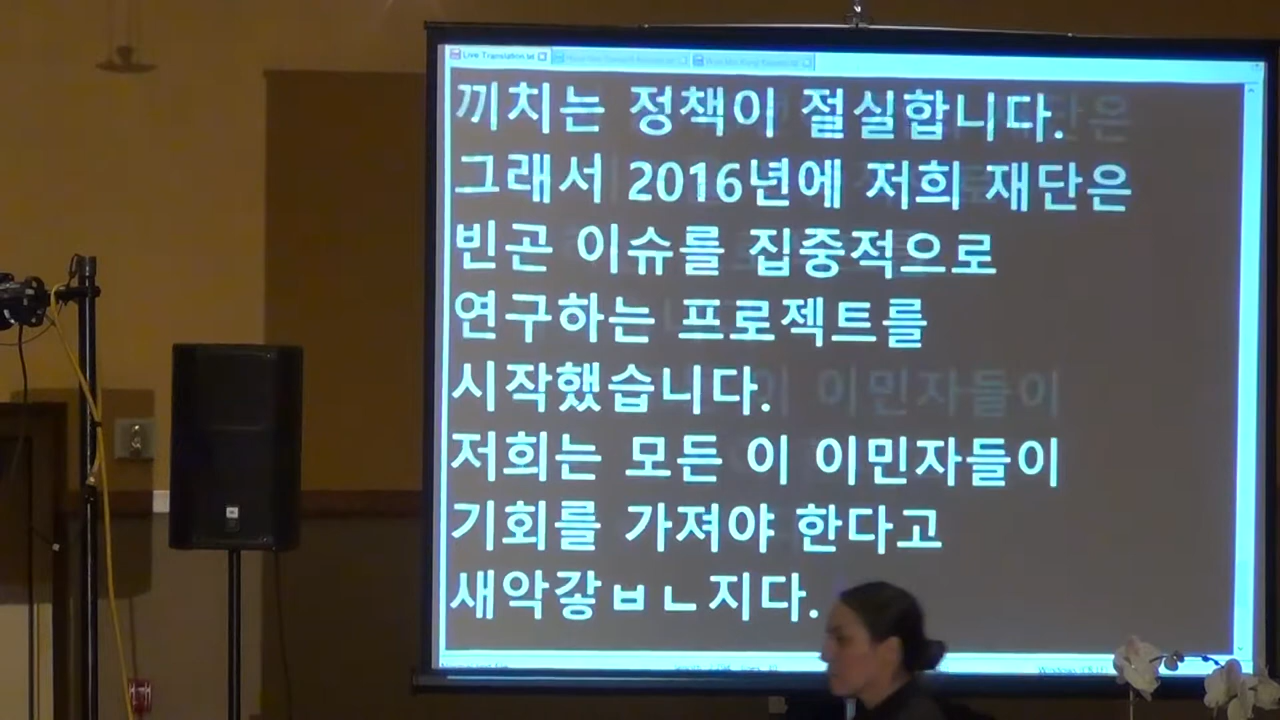 Live Translation.txt
끼치는 정책이 절실합니다.
그래서 2016년에 저희 재단은
빈곤 이슈를 집중적으로
연구하는 프로젝트를
시작했습니다.
저희는 모든 이 이민자들이
기회를 가져야 한다고
새악갛ㅂㄴ지다.